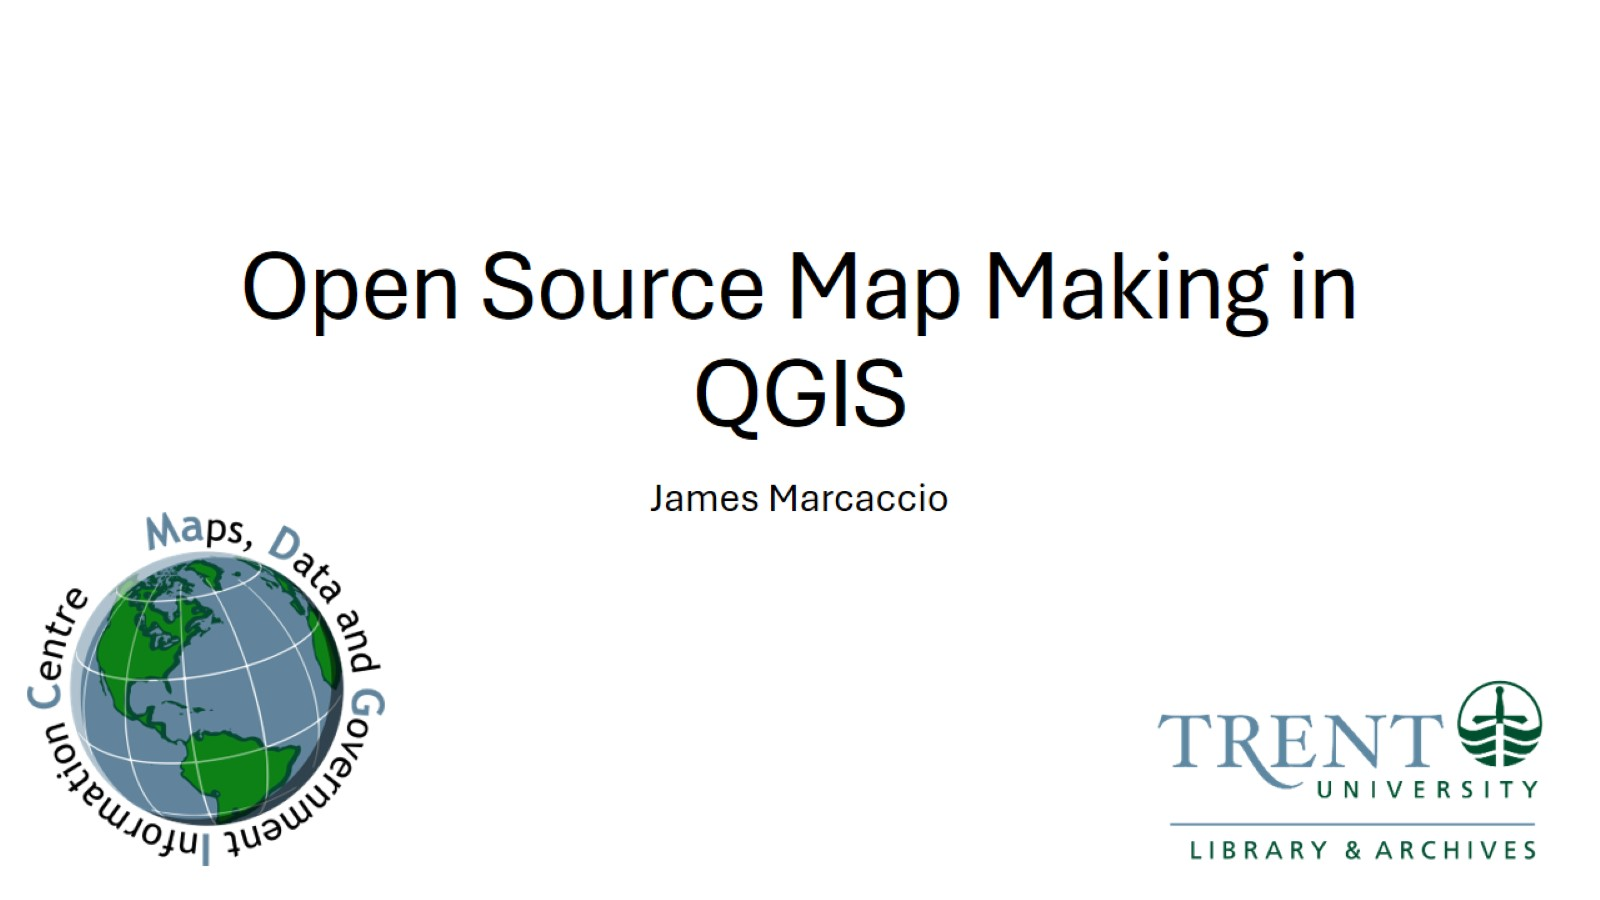 Open Source Map Making in
QGIS
James Marcaccio
Maps, Data and Government Information Centre
TRENT
UNIVERSITY
LIBRARY & ARCHIVES